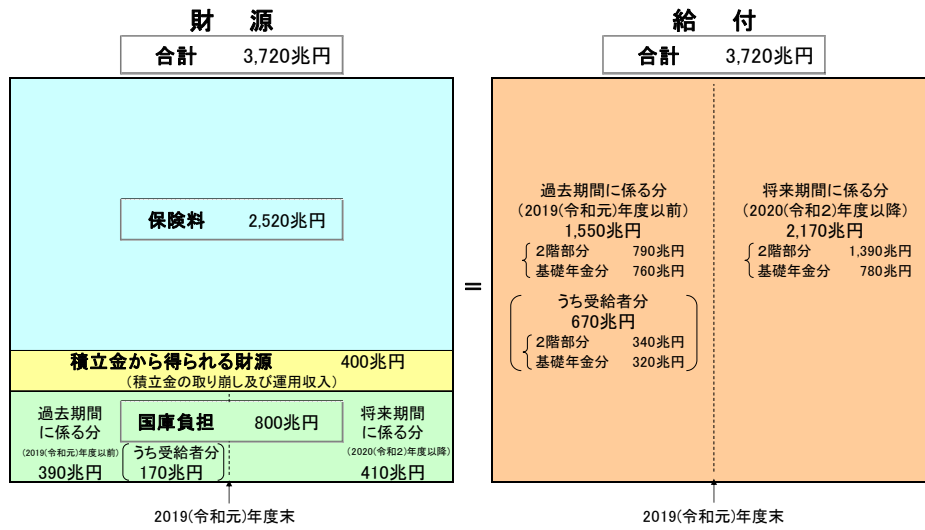 財　源
合計　3,720兆円
保険料　2,520兆円
積立金から得られる財源　400兆円
(積立金の取り崩し及び運用収入)
国庫負担　800兆円
過去期間
に係る分
(2019(令和元)年度以前)
390兆円
うち受給者分
170兆円
将来期間
に係る分
(2020(令和2)年度以降)
410兆円
2019(令和元)年度末
＝
給　付
合計　3,720兆円
過去期間に係る分
(2019(令和元)年度以前)
1,550兆円
2階部分　790兆円
基礎年金分　760兆円
うち受給者分
670兆円
2階部分　340兆円
基礎年金分　320兆円
将来期間に係る分
(2020(令和2)年度以降)
2,170兆円
2階部分　1,390兆円
基礎年金分　780兆円
2019(令和元)年度末